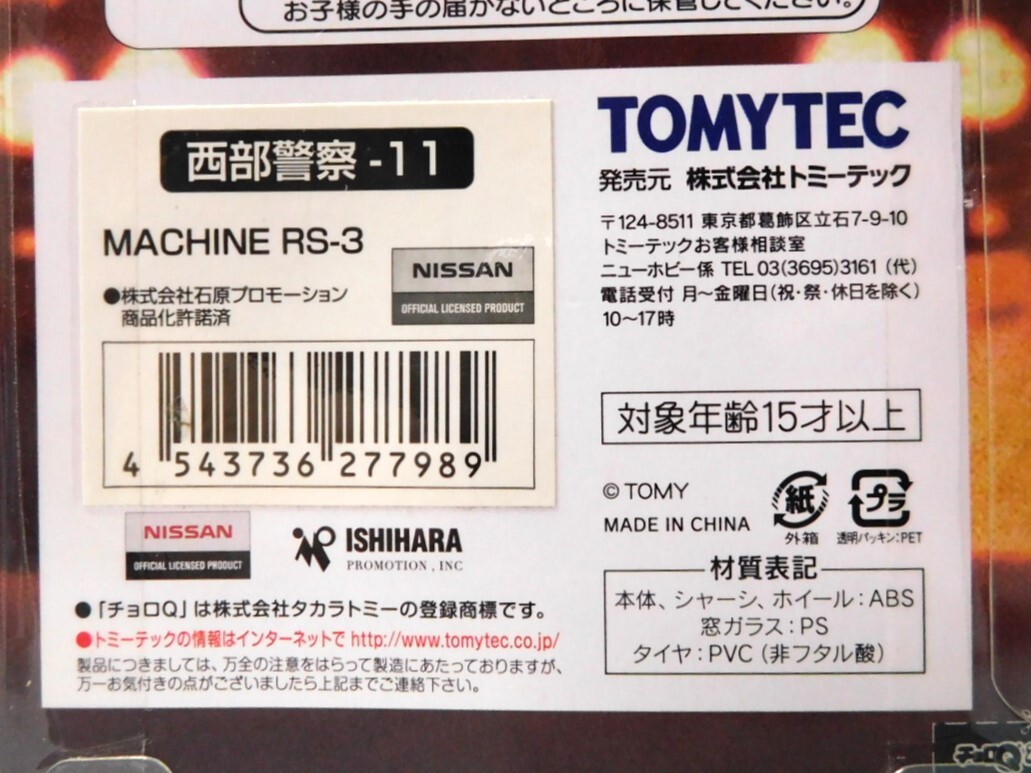 お子様の手の届かないところに保管してください。
西部警察 -11
MACHINE RS-3
●株式会社石原プロモーション
商品化許諾済
NISSAN
OFFICIAL LICENSED PRODUCT
4 543736 277989
NISSAN
OFFICIAL LICENSED PRODUCT
ISHIHARA
PROMOTION , INC
●「チョロQ」は株式会社タカラトミーの登録商標です。
●トミーテックの情報はインターネットで http://www.tomytec.co.jp/
製品につきましては、万全の注意をはらって製造にあたっておりますが、
万一お気付きの点がございましたら上記までご連絡下さい。
TOMYTEC
発売元 株式会社トミーテック
〒124-8511 東京都葛飾区立石7-9-10
トミーテックお客様相談室
ニューホビー係 TEL 03(3695)3161 (代)
電話受付 月〜金曜日(祝・祭・休日を除く)
10〜17時
対象年齢15才以上
© TOMY
MADE IN CHINA
紙
外箱
プラ
透明パッキン:PET
材質表記
本体、シャーシ、ホイール:ABS
窓ガラス:PS
タイヤ:PVC (非フタル酸)
チョロQ